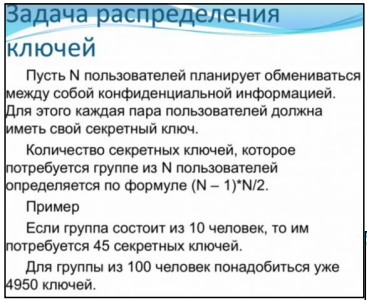 Задача распределения
ключей
Пусть N пользователей планирует обмениваться
между собой конфиденциальной информацией.
Для этого каждая пара пользователей должна
иметь свой секретный ключ.
Количество секретных ключей, которое
потребуется группе из N пользователей
определяется по формуле (N – 1)*N/2.
Пример
Если группа состоит из 10 человек, то им
потребуется 45 секретных ключей.
Для группы из 100 человек понадобиться уже
4950 ключей.